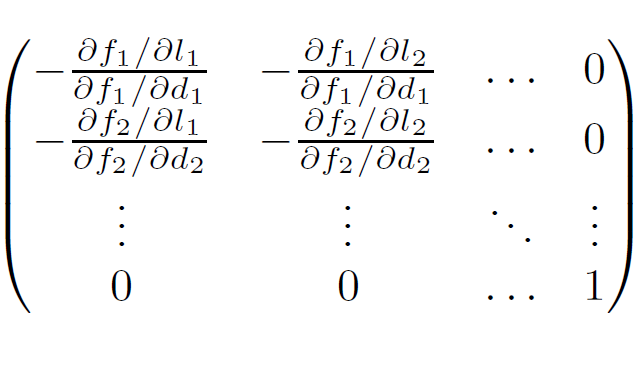 −∂f₁/∂l₁ / ∂f₁/∂d₁ −∂f₁/∂l₂ / ∂f₁/∂d₁ … 0
−∂f₂/∂l₁ / ∂f₂/∂d₂ −∂f₂/∂l₂ / ∂f₂/∂d₂ … 0
⋮ ⋮ ⋱ ⋮
0 0 … 1